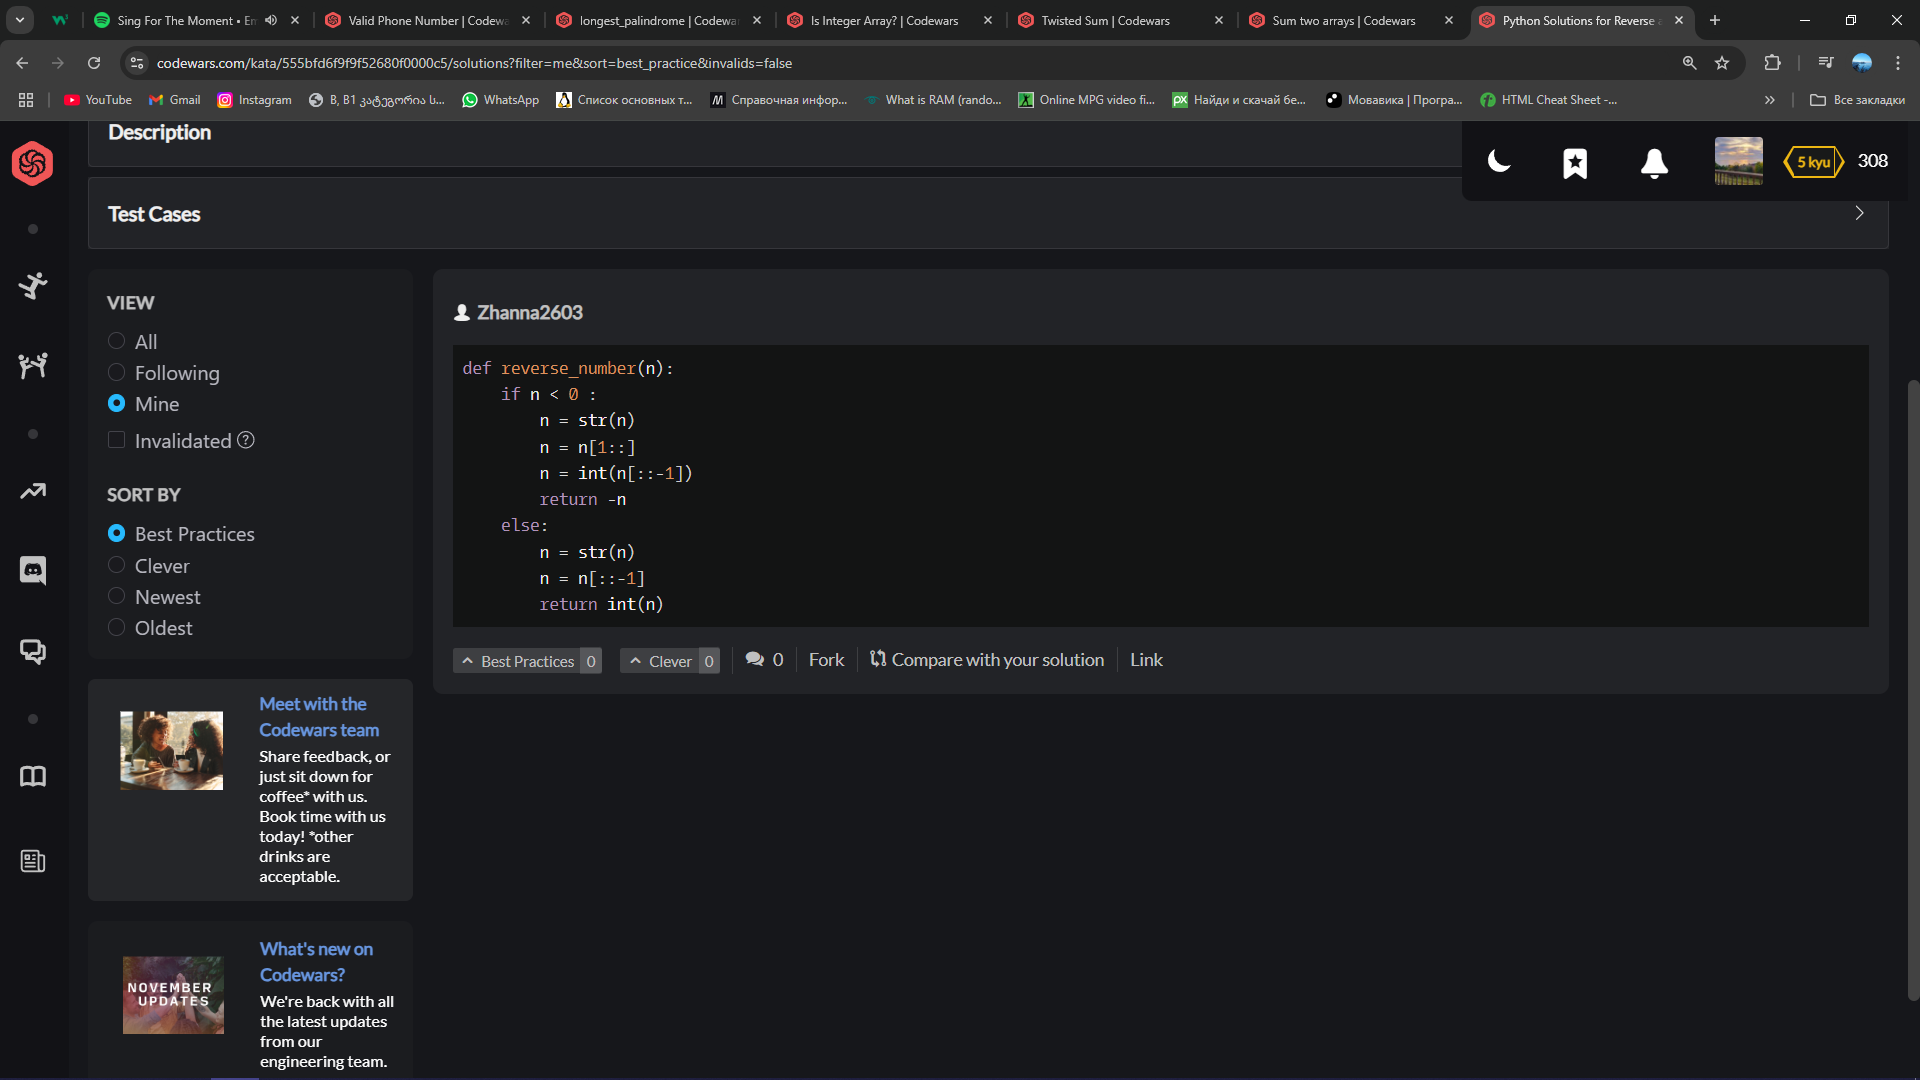 Sing For The Moment • Em
Valid Phone Number | Codewa
longest_palindrome | Codewar
Is Integer Array? | Codewars
Twisted Sum | Codewars
Sum two arrays | Codewars
Python Solutions for Reverse a
codewars.com/kata/555bfd6f9f9f52680f0000c5/solutions?filter=me&sort=best_practice&invalids=false
YouTube
Gmail
Instagram
B, B1 კატეგორია ს...
WhatsApp
Список основных т...
Справочная инфор...
What is RAM (rando...
Online MPG video fi...
Найди и скачай бе...
Мовавика | Програ...
HTML Cheat Sheet -...
Все закладки
Description
5 kyu
308
Test Cases
VIEW
All
Following
Mine
Invalidated
SORT BY
Best Practices
Clever
Newest
Oldest
Zhanna2603
def reverse_number(n):
    if n < 0 :
        n = str(n)
        n = n[1::]
        n = int(n[::-1])
        return -n
    else:
        n = str(n)
        n = n[::-1]
        return int(n)
Best Practices 0
Clever 0
0
Fork
Compare with your solution
Link
Meet with the
Codewars team
Share feedback, or
just sit down for
coffee* with us.
Book time with us
today! *other
drinks are
acceptable.
NOVEMBER
UPDATES
What's new on
Codewars?
We're back with all
the latest updates
from our
engineering team.